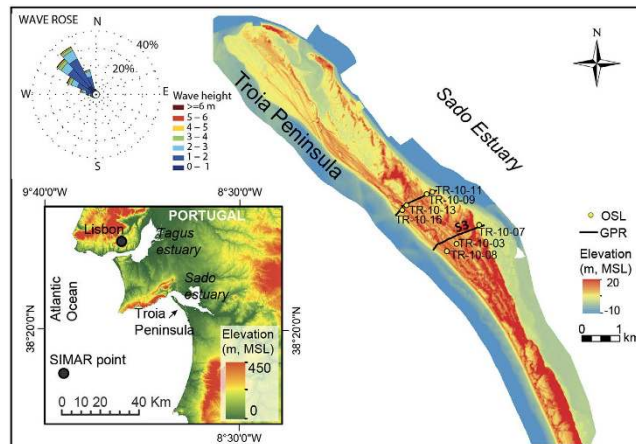 WAVE ROSE
N
40%
20%
W
E
S
Wave height
>=6 m
5 - 6
4 - 5
3 - 4
2 - 3
1 - 2
0 - 1
N
Troia Peninsula
Sado Estuary
TR-10-11
TR-10-09
TR-10-13
TR-10-16
S3
TR-10-07
TR-10-03
TR-10-08
OSL
GPR
Elevation
(m, MSL)
20
-10
0
1
km
9°40'0"W
8°30'0"W
PORTUGAL
Lisbon
Tagus
estuary
Sado
estuary
Atlantic
Ocean
Troia
Peninsula
38°20'0"N
38°20'0"N
SIMAR point
0
20
40 Km
Elevation
(m, MSL)
450
0
8°30'0"W